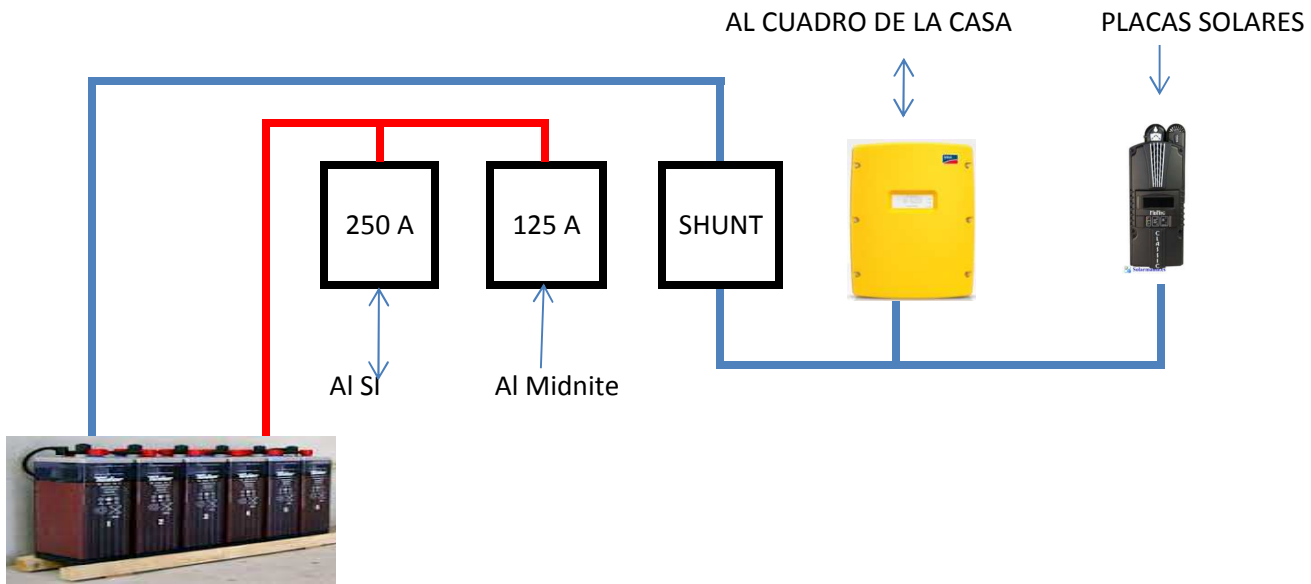 AL CUADRO DE LA CASA
PLACAS SOLARES
250 A
125 A
SHUNT
Al SI
Al Midnite